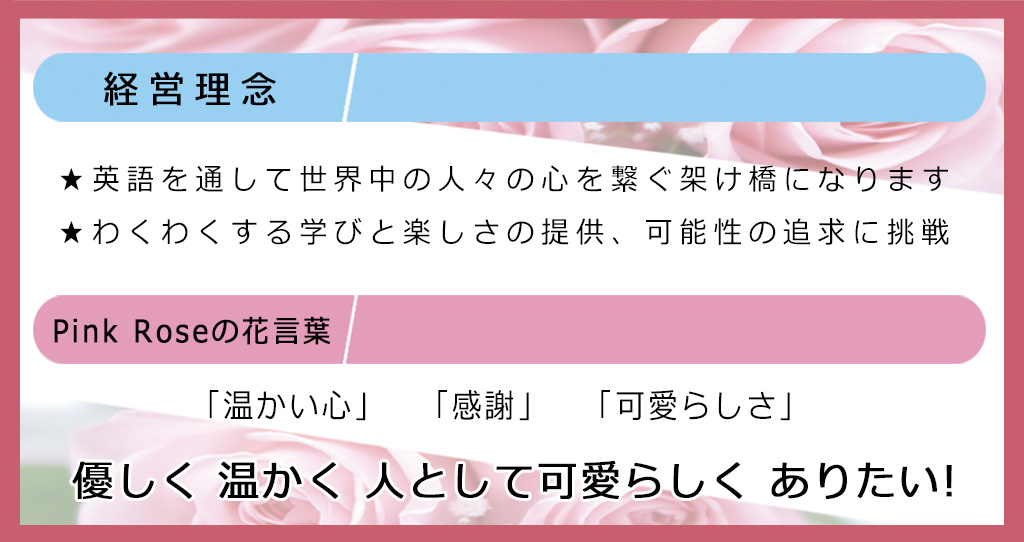 経営理念
★英語を通して世界中の人々の心を繋ぐ架け橋になります
★わくわくする学びと楽しさの提供、可能性の追求に挑戦
Pink Roseの花言葉
「温かい心」 「感謝」 「可愛らしさ」
優しく 温かく 人として可愛らしく ありたい!